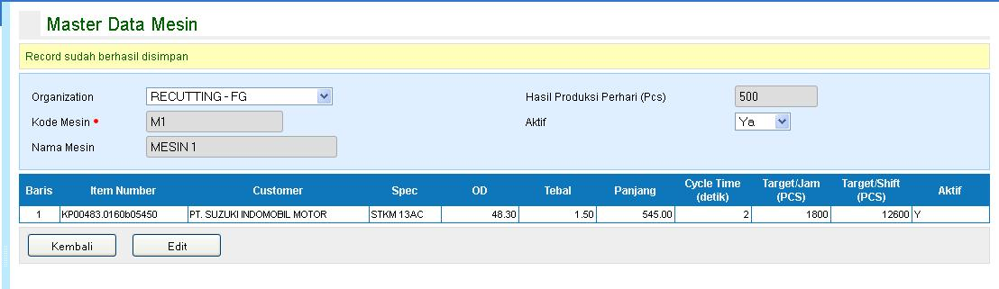 Master Data Mesin
Record sudah berhasil disimpan
Organization RECUTTING - FG Hasil Produksi Perhari (Pcs) 500
Kode Mesin • M1 Aktif Ya
Nama Mesin MESIN 1
Baris Item Number Customer Spec OD Tebal Panjang Cycle Time (detik) Target/Jam (PCS) Target/Shift (PCS) Aktif
1 KP00483.0160b05450 PT. SUZUKI INDOMOBIL MOTOR STKM 13AC 48.30 1.50 545.00 2 1800 12600 Y
Kembali Edit